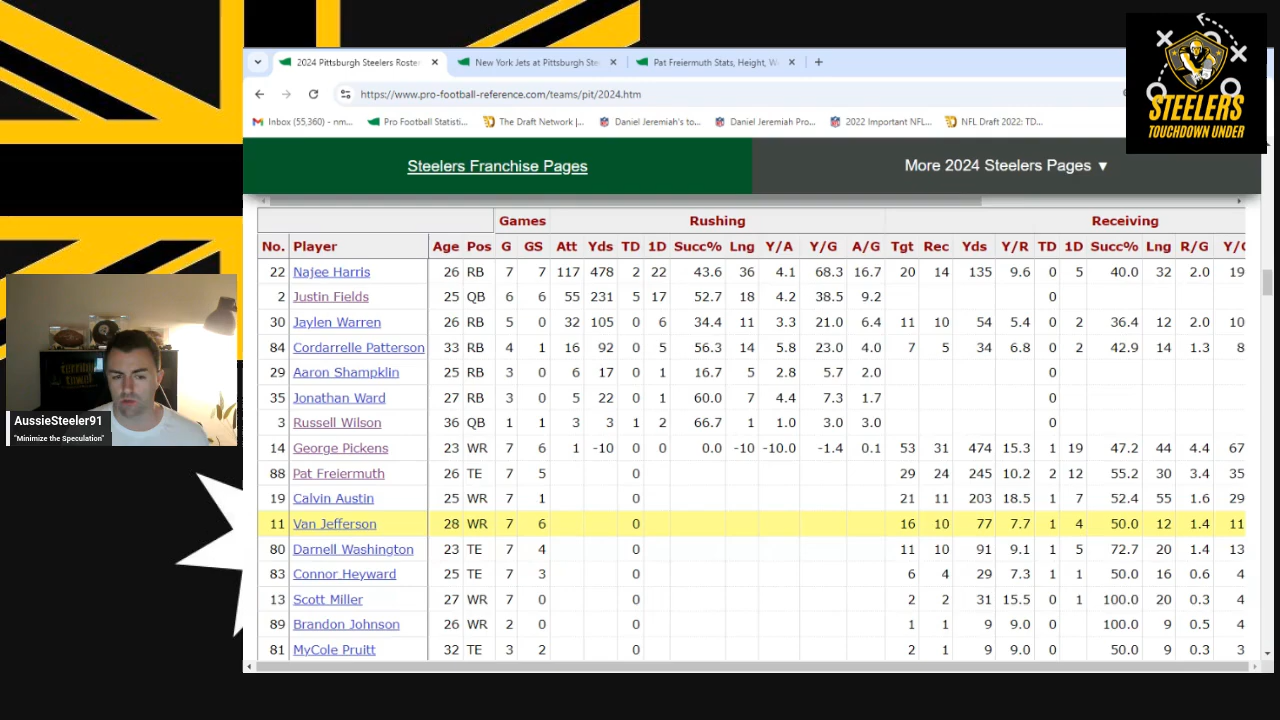 2024 Pittsburgh Steelers Roster
New York Jets at Pittsburgh Ste
Pat Freiermuth Stats, Height, W
https://www.pro-football-reference.com/teams/pit/2024.htm
Inbox (55,360) - nm... Pro Football Statisti... The Draft Network |... Daniel Jeremiah's to... Daniel Jeremiah Pro... 2022 Important NFL... NFL Draft 2022: TD...
STEELERS
TOUCHDOWN UNDER
Steelers Franchise Pages
More 2024 Steelers Pages ▼
Games Rushing Receiving
No. Player Age Pos G GS Att Yds TD 1D Succ% Lng Y/A Y/G A/G Tgt Rec Yds Y/R TD 1D Succ% Lng R/G Y/G
22 Najee Harris 26 RB 7 7 117 478 2 22 43.6 36 4.1 68.3 16.7 20 14 135 9.6 0 5 40.0 32 2.0 19
2 Justin Fields 25 QB 6 6 55 231 5 17 52.7 18 4.2 38.5 9.2 0
30 Jaylen Warren 26 RB 5 0 32 105 0 6 34.4 11 3.3 21.0 6.4 11 10 54 5.4 0 2 36.4 12 2.0 10
84 Cordarrelle Patterson 33 RB 4 1 16 92 0 5 56.3 14 5.8 23.0 4.0 7 5 34 6.8 0 2 42.9 14 1.3 8
29 Aaron Shampklin 25 RB 3 0 6 17 0 1 16.7 5 2.8 5.7 2.0 0
35 Jonathan Ward 27 RB 3 0 5 22 0 1 60.0 7 4.4 7.3 1.7 0
3 Russell Wilson 36 QB 1 1 3 3 1 2 66.7 1 1.0 3.0 3.0 0
14 George Pickens 23 WR 7 6 1 -10 0 0 0.0 -10 -10.0 -1.4 0.1 53 31 474 15.3 1 19 47.2 44 4.4 67
88 Pat Freiermuth 26 TE 7 5 0 29 24 245 10.2 2 12 55.2 30 3.4 35
19 Calvin Austin 25 WR 7 1 0 21 11 203 18.5 1 7 52.4 55 1.6 29
11 Van Jefferson 28 WR 7 6 0 16 10 77 7.7 1 4 50.0 12 1.4 11
80 Darnell Washington 23 TE 7 4 0 11 10 91 9.1 1 5 72.7 20 1.4 13
83 Connor Heyward 25 TE 7 3 0 6 4 29 7.3 1 1 50.0 16 0.6 4
13 Scott Miller 27 WR 7 0 0 2 2 31 15.5 0 1 100.0 20 0.3 4
89 Brandon Johnson 26 WR 2 0 0 1 1 9 9.0 0 100.0 9 0.5 4
81 MyCole Pruitt 32 TE 3 2 0 2 1 9 9.0 0 50.0 9 0.3 3
AussieSteeler91
"Minimize the Speculation"